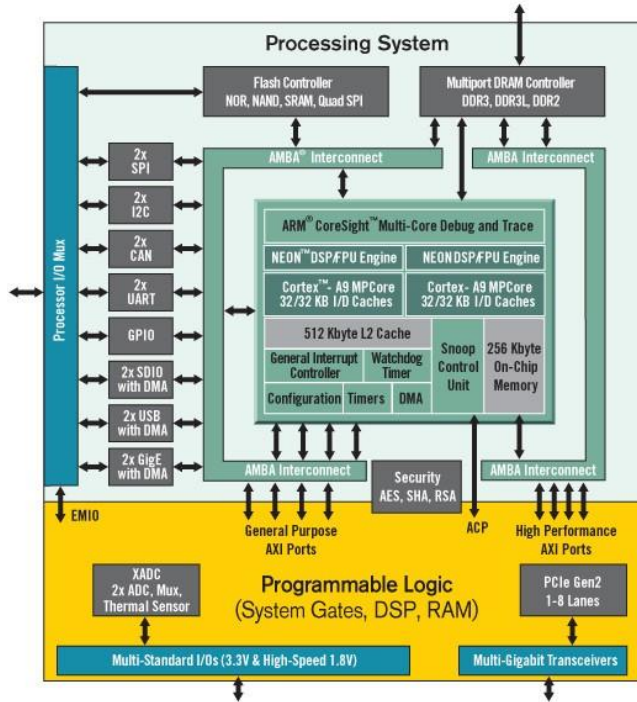 Processing System
Flash Controller
NOR, NAND, SRAM, Quad SPI
Multiport DRAM Controller
DDR3, DDR3L, DDR2
Processor I/O Mux
2x
SPI
2x
I2C
2x
CAN
2x
UART
GPIO
2x SDIO
with DMA
2x USB
with DMA
2x GigE
with DMA
AMBA® Interconnect
AMBA Interconnect
ARM® CoreSight™ Multi-Core Debug and Trace
NEON™ DSP/FPU Engine
NEON DSP/FPU Engine
Cortex™- A9 MPCore
32/32 KB I/D Caches
Cortex- A9 MPCore
32/32 KB I/D Caches
512 Kbyte L2 Cache
General Interrupt
Controller
Watchdog
Timer
Configuration
Timers
DMA
Snoop
Control
Unit
256 Kbyte
On-Chip
Memory
AMBA Interconnect
Security
AES, SHA, RSA
AMBA Interconnect
EMIO
General Purpose
AXI Ports
ACP
High Performance
AXI Ports
XADC
2x ADC, Mux,
Thermal Sensor
Programmable Logic
(System Gates, DSP, RAM)
PCIe Gen2
1-8 Lanes
Multi-Standard I/Os (3.3V & High-Speed 1.8V)
Multi-Gigabit Transceivers